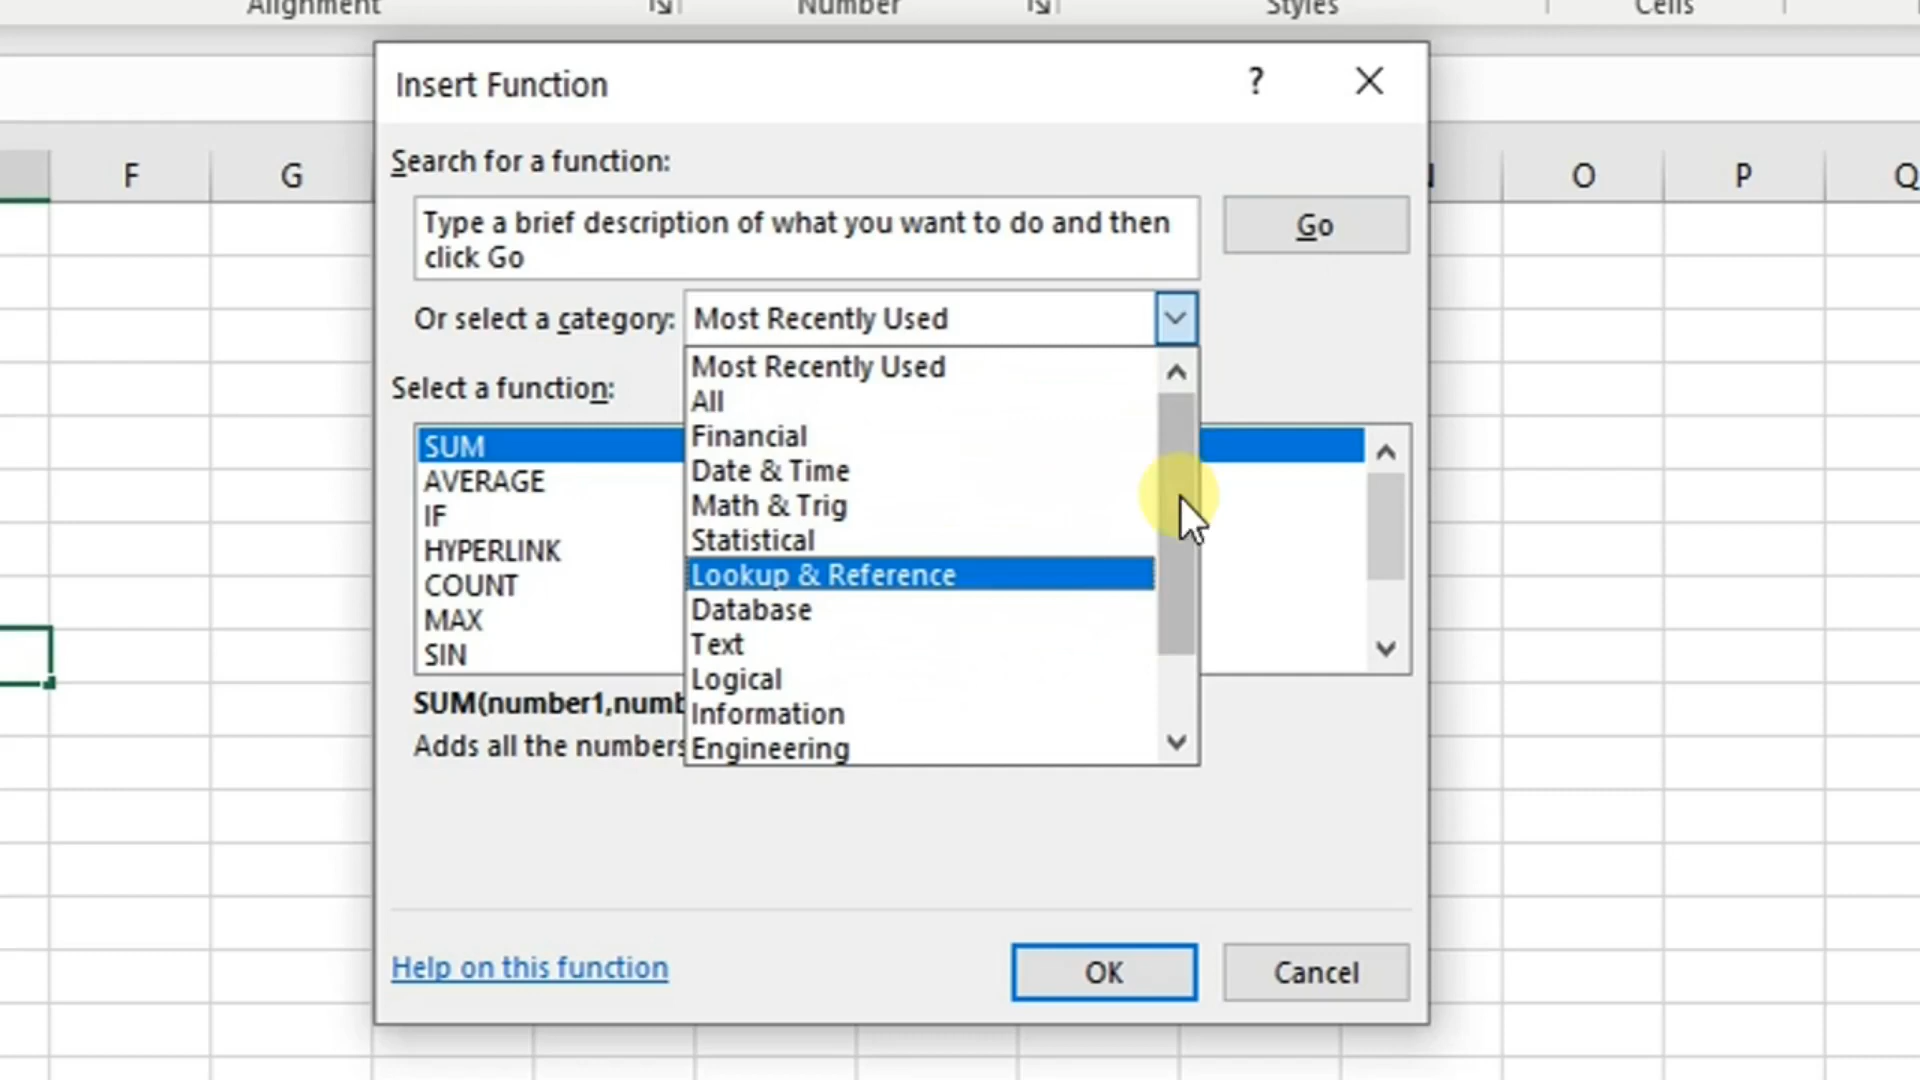 Alignment Number Styles Cells
Insert Function ?
Search for a function:
F G O P Q
Type a brief description of what you want to do and then
click Go
Go
Or select a category: Most Recently Used
Most Recently Used
All
Financial
Date & Time
Math & Trig
Statistical
Lookup & Reference
Database
Text
Logical
Information
Engineering
Select a function:
SUM
AVERAGE
IF
HYPERLINK
COUNT
MAX
SIN
SUM(number1,numb
Adds all the numbers
Help on this function
OK Cancel